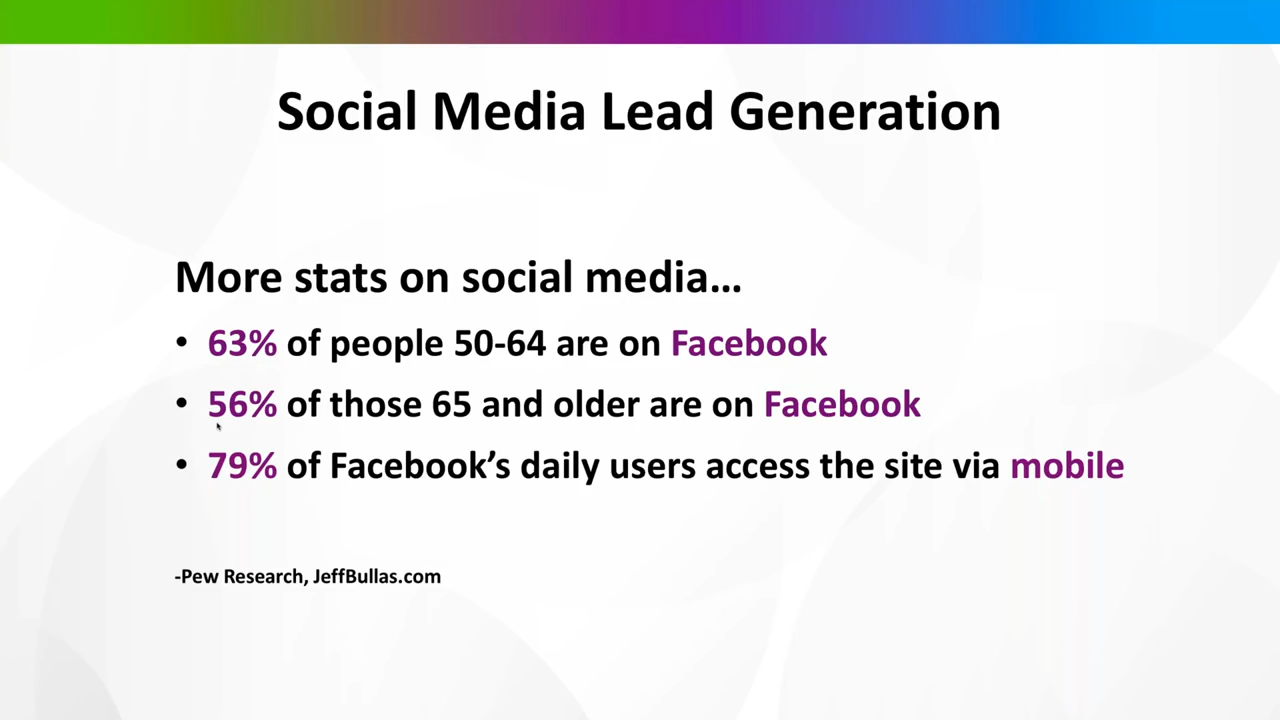 Social Media Lead Generation
More stats on social media…
• 63% of people 50-64 are on Facebook
• 56% of those 65 and older are on Facebook
• 79% of Facebook’s daily users access the site via mobile
-Pew Research, JeffBullas.com